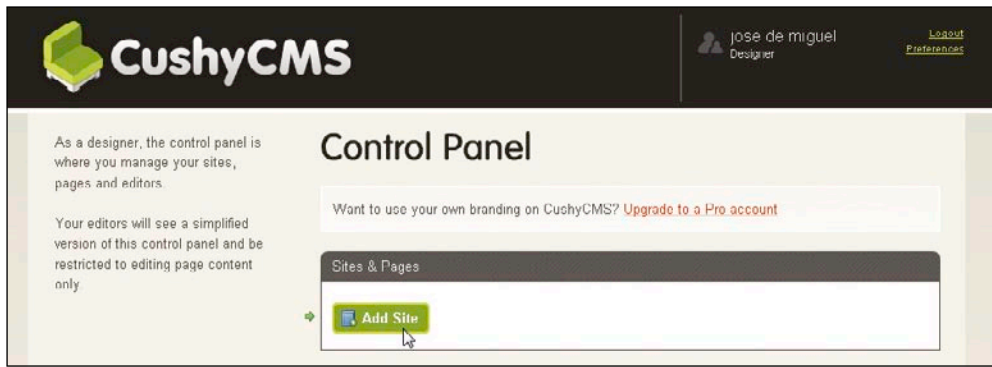 CushyCMS
jose de miguel
Designer
Logout
Preferences
As a designer, the control panel is
where you manage your sites,
pages and editors.
Your editors will see a simplified
version of this control panel and be
restricted to editing page content
only.
Control Panel
Want to use your own branding on CushyCMS? Upgrade to a Pro account
Sites & Pages
Add Site